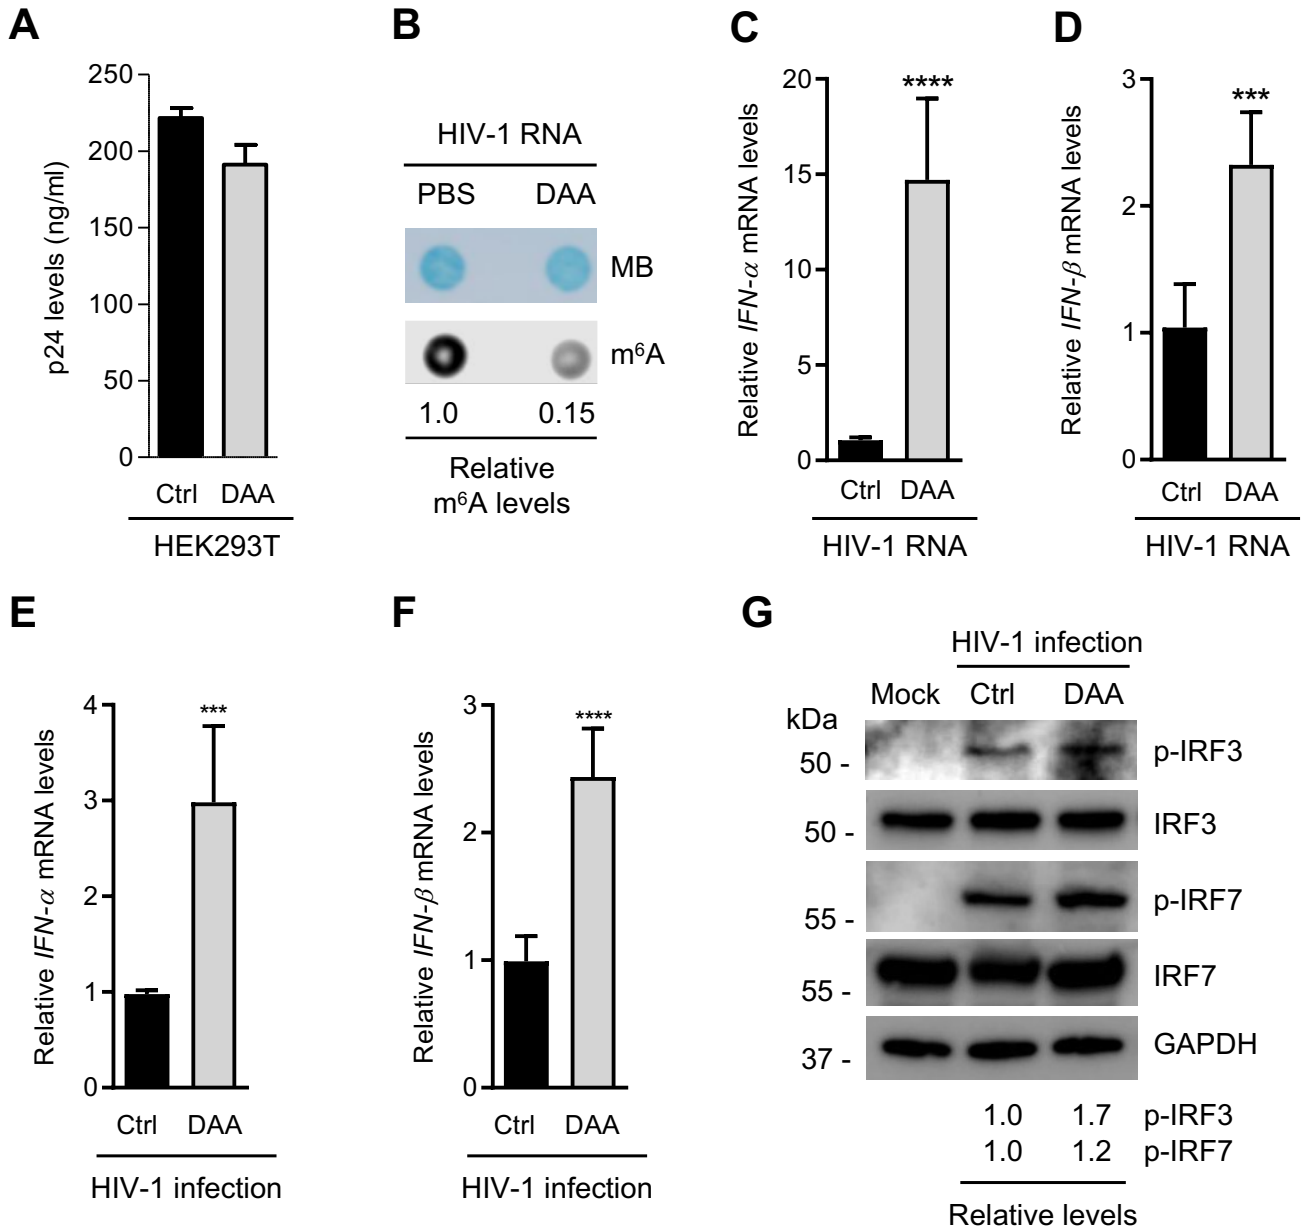 A
p24 levels (ng/ml)
250
200
150
100
50
0
Ctrl DAA
HEK293T
B
HIV-1 RNA
PBS DAA
MB
m⁶A
1.0 0.15
Relative
m⁶A levels
C
Relative IFN-α mRNA levels
20
15
10
5
0
****
Ctrl DAA
HIV-1 RNA
D
Relative IFN-β mRNA levels
3
2
1
0
***
Ctrl DAA
HIV-1 RNA
E
Relative IFN-α mRNA levels
4
3
2
1
0
***
Ctrl DAA
HIV-1 infection
F
Relative IFN-β mRNA levels
3
2
1
0
****
Ctrl DAA
HIV-1 infection
G
HIV-1 infection
Mock Ctrl DAA
kDa
50 - p-IRF3
50 - IRF3
55 - p-IRF7
55 - IRF7
37 - GAPDH
1.0 1.7 p-IRF3
1.0 1.2 p-IRF7
Relative levels